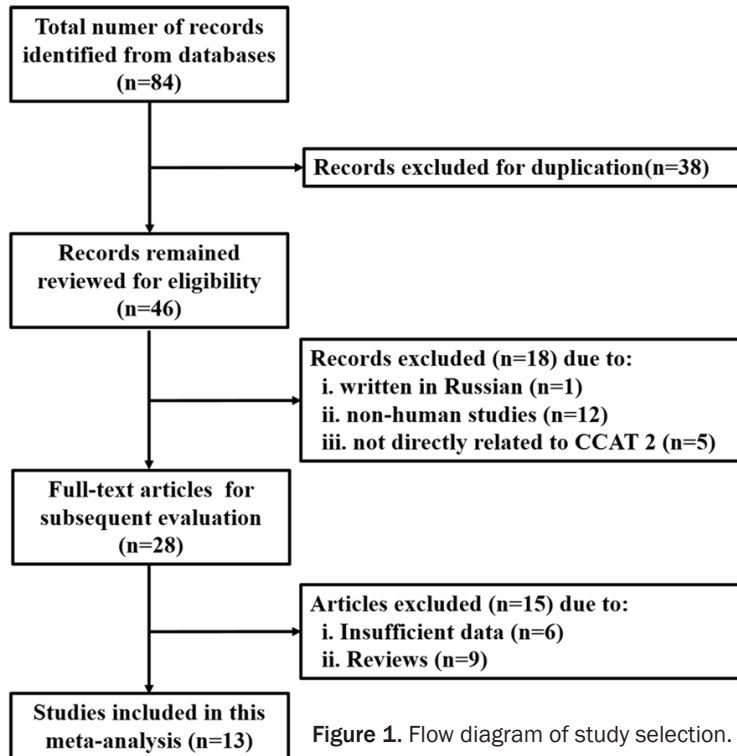 Total numer of records
identified from databases
(n=84)
Records excluded for duplication(n=38)
Records remained
reviewed for eligibility
(n=46)
Records excluded (n=18) due to:
i. written in Russian (n=1)
ii. non-human studies (n=12)
iii. not directly related to CCAT 2 (n=5)
Full-text articles for
subsequent evaluation
(n=28)
Articles excluded (n=15) due to:
i. Insufficient data (n=6)
ii. Reviews (n=9)
Studies included in this
meta-analysis (n=13)
Figure 1. Flow diagram of study selection.